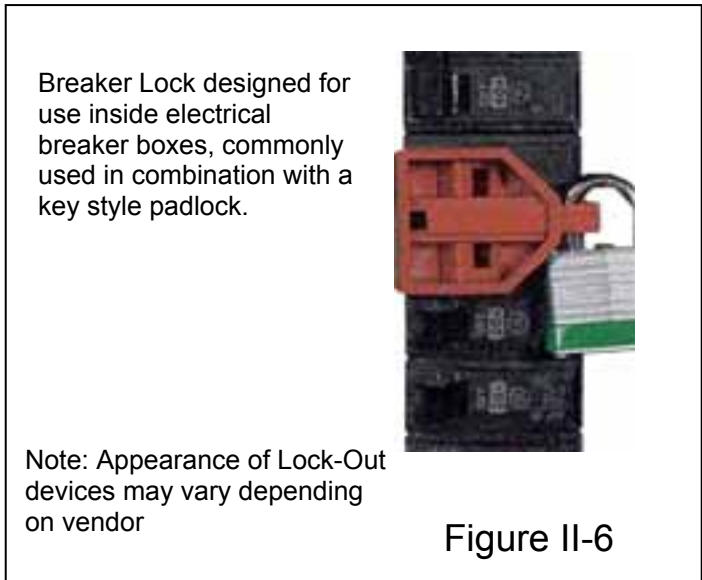 Breaker Lock designed for
use inside electrical
breaker boxes, commonly
used in combination with a
key style padlock.
Note: Appearance of Lock-Out
devices may vary depending
on vendor
Figure II-6